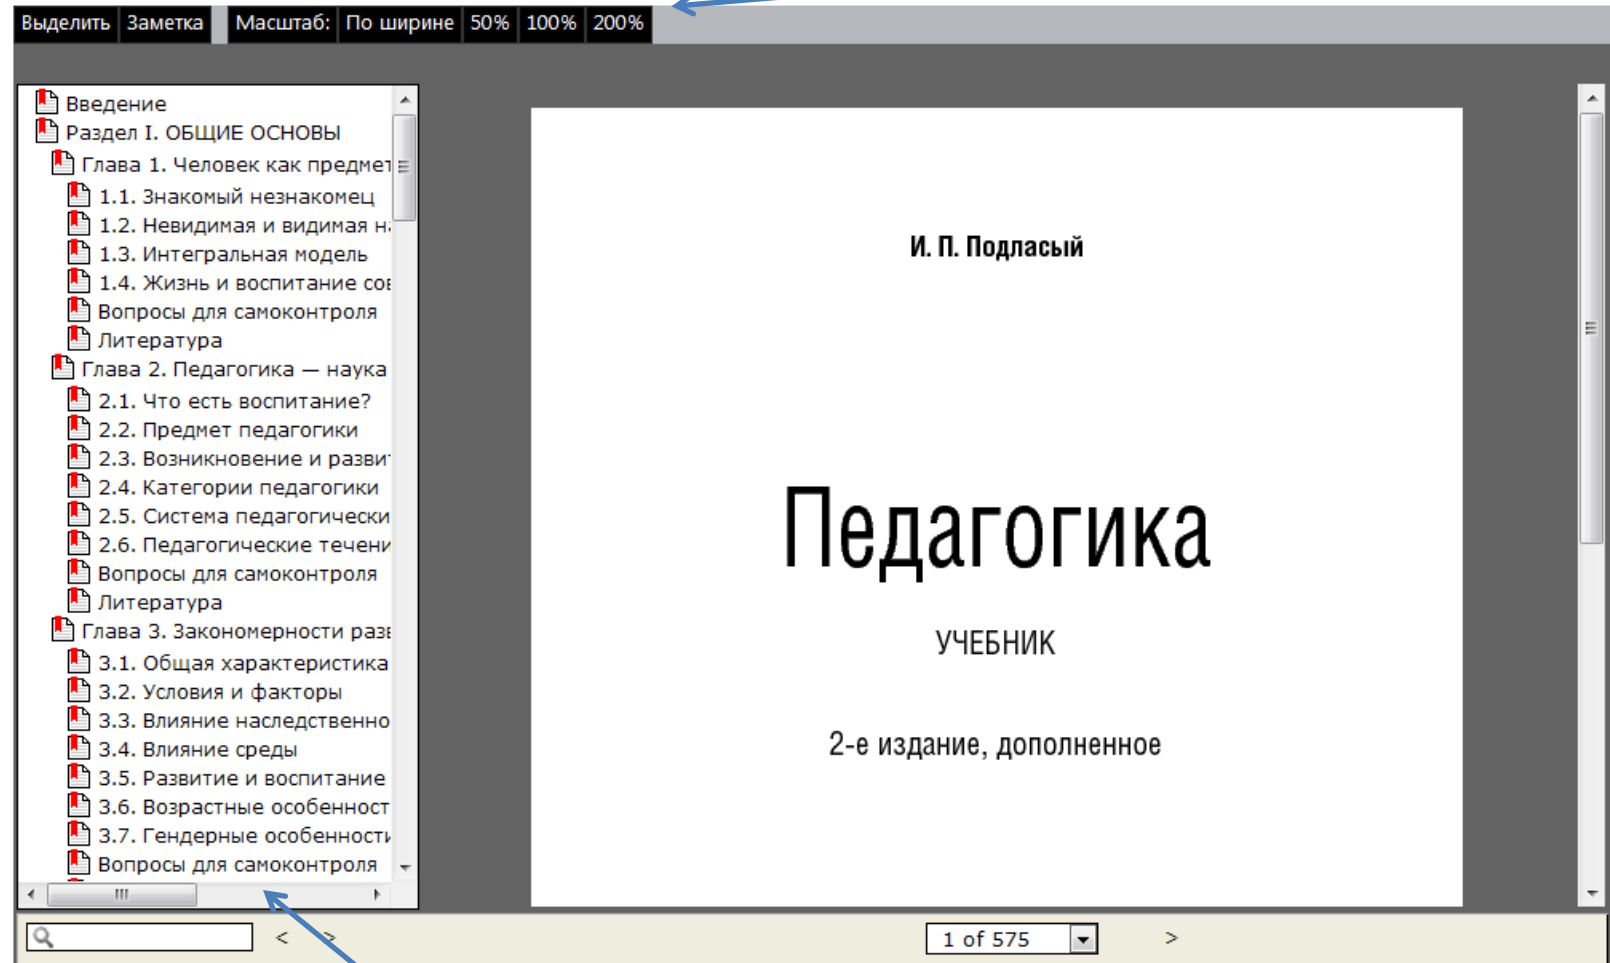 Выделить Заметка Масштаб: По ширине 50% 100% 200%
Введение
Раздел I. ОБЩИЕ ОСНОВЫ
Глава 1. Человек как предмет
1.1. Знакомый незнакомец
1.2. Невидимая и видимая
1.3. Интегральная модель
1.4. Жизнь и воспитание
Вопросы для самоконтроля
Литература
Глава 2. Педагогика — наука
2.1. Что есть воспитание?
2.2. Предмет педагогики
2.3. Возникновение и
2.4. Категории педагогики
2.5. Система педагогически
2.6. Педагогические течени
Вопросы для самоконтроля
Литература
Глава 3. Закономерности
3.1. Общая характеристика
3.2. Условия и факторы
3.3. Влияние наследственно
3.4. Влияние среды
3.5. Развитие и воспитание
3.6. Возрастные особенност
3.7. Гендерные особенности
Вопросы для самоконтроля
И. П. Подласый
Педагогика
УЧЕБНИК
2-е издание, дополненное
< > 1 of 575 >